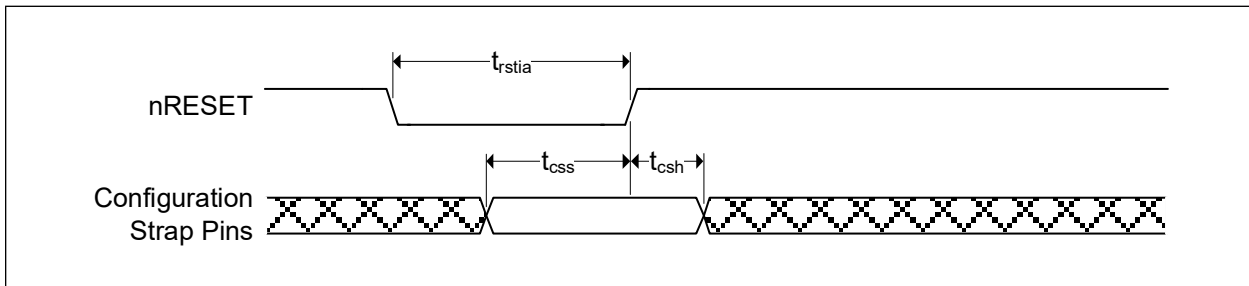 t_rstia
nRESET
t_css
t_csh
Configuration
Strap Pins